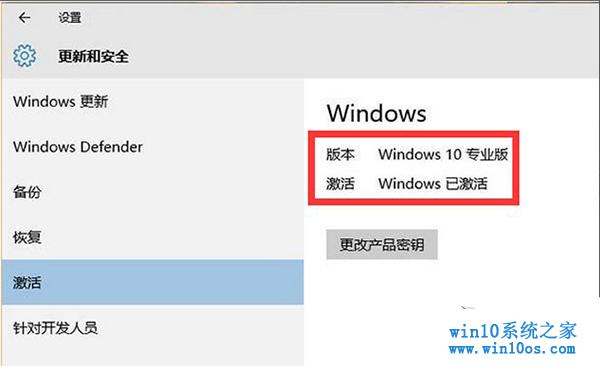 ← 设置
更新和安全
Windows 更新
Windows Defender
备份
恢复
激活
针对开发人员
Windows
版本 Windows 10 专业版
激活 Windows 已激活
更改产品密钥
win10系统之家
www.win10os.com